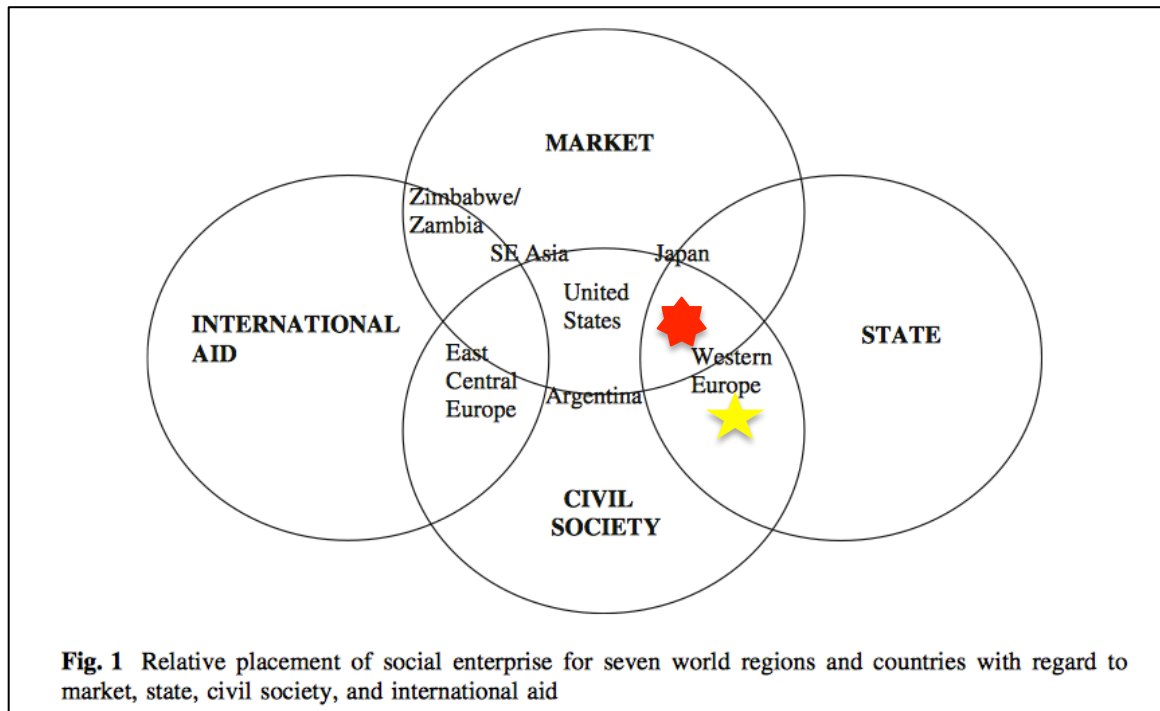 MARKET
Zimbabwe/
Zambia
SE Asia
Japan
United
States
INTERNATIONAL
AID
STATE
East
Central
Europe
Western
Europe
Argentina
CIVIL
SOCIETY
Fig. 1 Relative placement of social enterprise for seven world regions and countries with regard to
market, state, civil society, and international aid